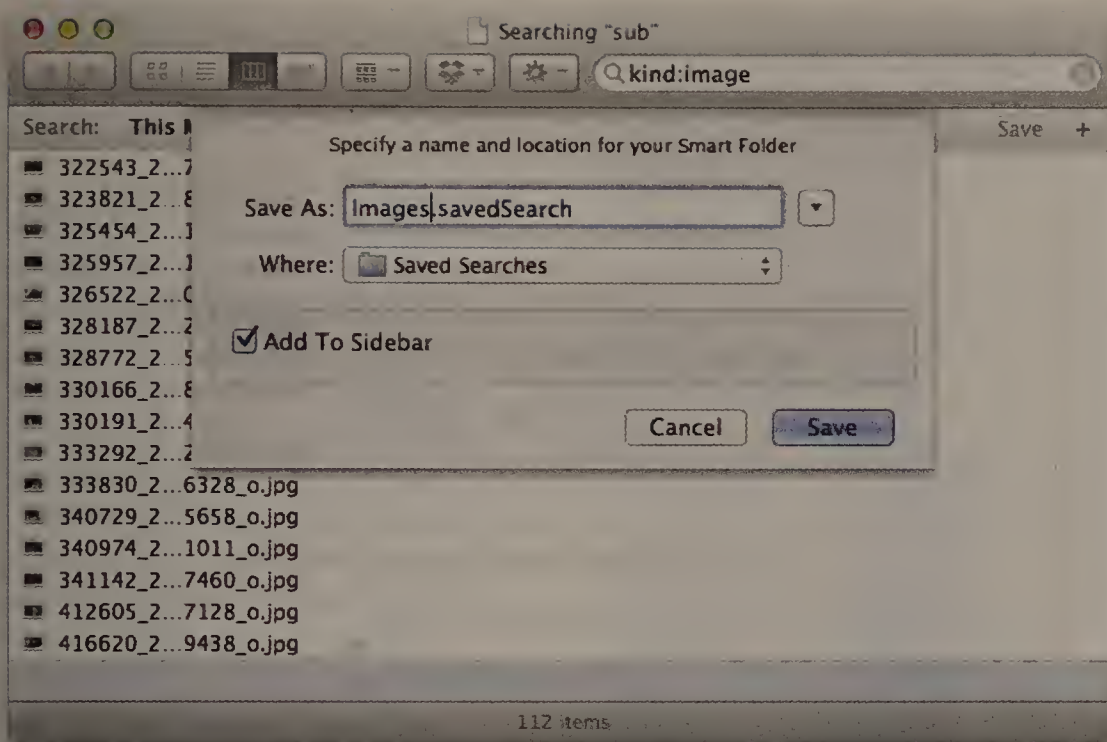 Searching "sub"
kind:image
Search: This
Save +
Specify a name and location for your Smart Folder
Save As: Images.savedSearch
Where: Saved Searches
Add To Sidebar
Cancel Save
322543_2...7
323821_2...8
325454_2...1
325957_2...1
326522_2...0
328187_2...2
328772_2...5
330166_2...8
330191_2...4
333292_2...2
333830_2...6328_o.jpg
340729_2...5658_o.jpg
340974_2...1011_o.jpg
341142_2...7460_o.jpg
412605_2...7128_o.jpg
416620_2...9438_o.jpg
112 items